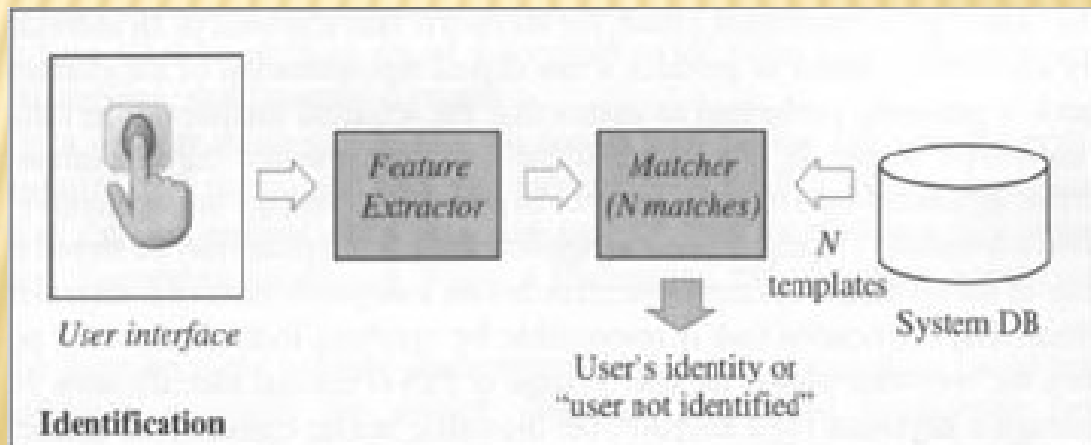 Feature
Extractor
Matcher
(N matches)
N
templates
User interface
System DB
User's identity or
"user not identified"
Identification